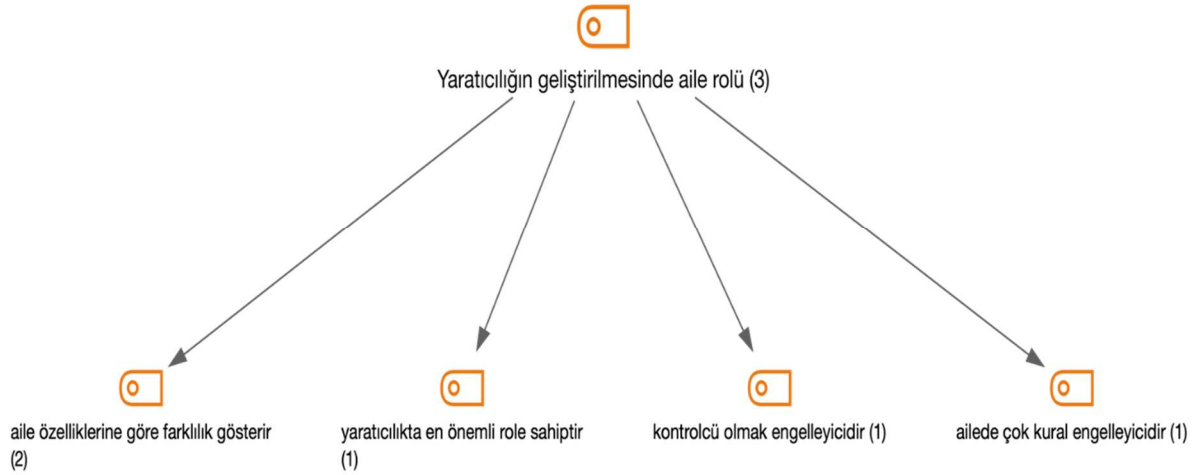 Yaratıcılığın geliştirilmesinde aile rolü (3)
aile özelliklerine göre farklılık gösterir
(2)
yaratıcılıkta en önemli role sahiptir
(1)
kontrolcü olmak engelleyicidir (1)
ailede çok kural engelleyicidir (1)